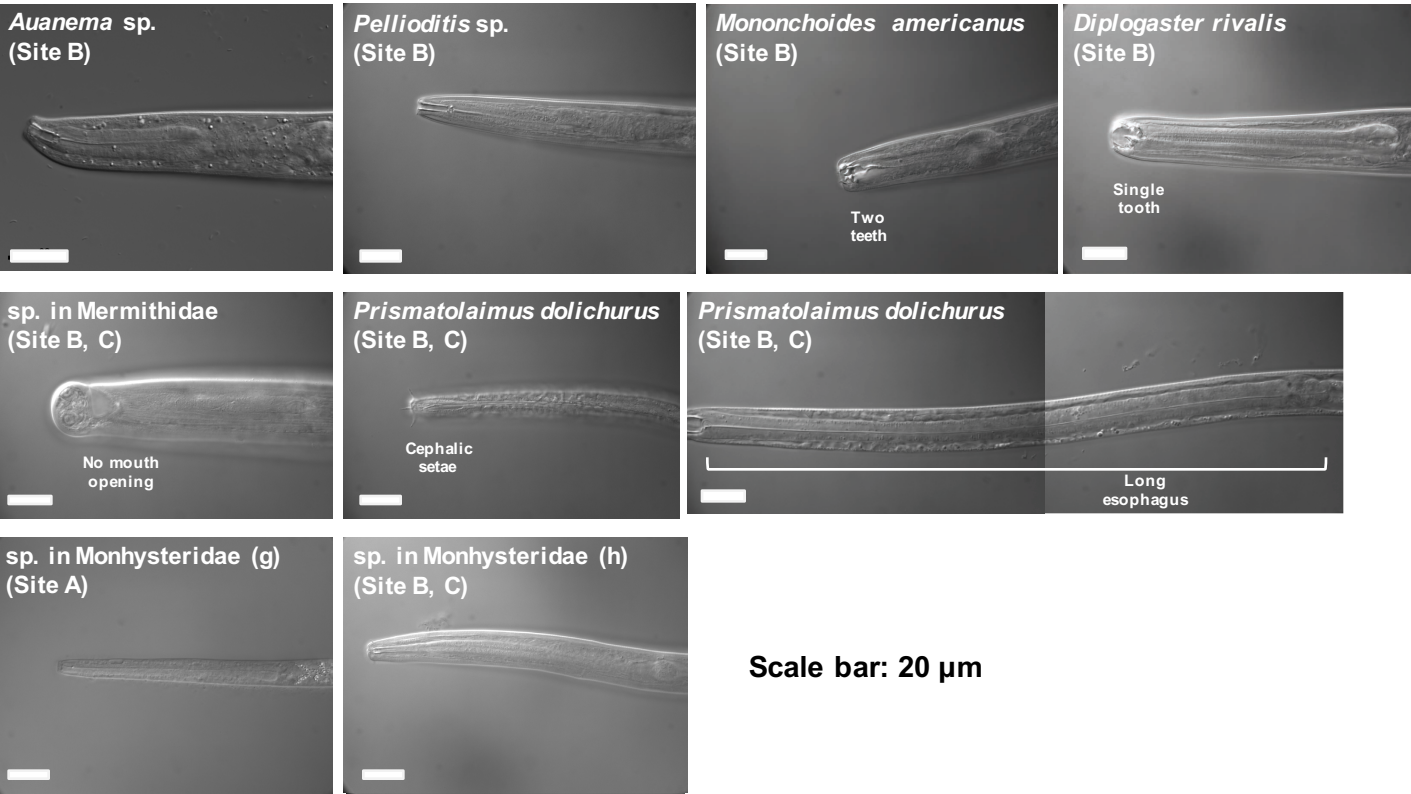 Auanema sp.
(Site B)
Pellioditis sp.
(Site B)
Mononchoides americanus
(Site B)
Two
teeth
Diplogaster rivalis
(Site B)
Single
tooth
sp. in Mermithidae
(Site B, C)
No mouth
opening
Prismatolaimus dolichurus
(Site B, C)
Cephalic
setae
Prismatolaimus dolichurus
(Site B, C)
Long
esophagus
sp. in Monhysteridae (g)
(Site A)
sp. in Monhysteridae (h)
(Site B, C)
Scale bar: 20 µm